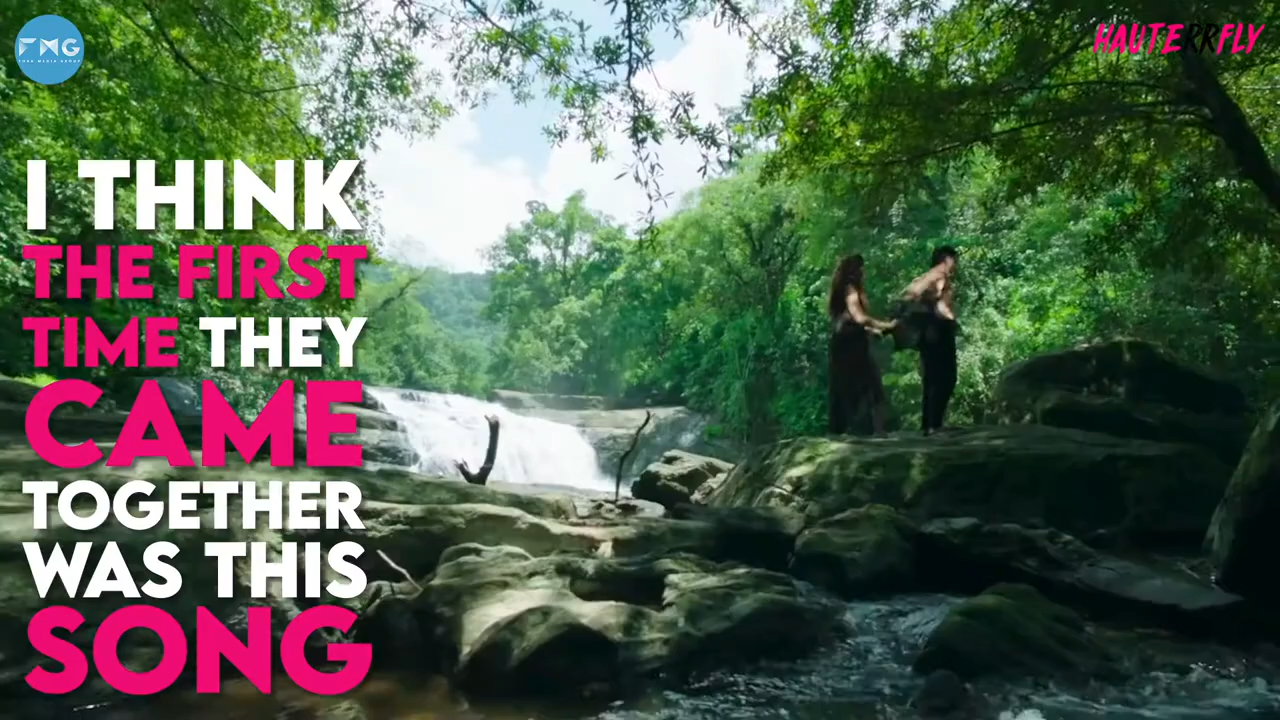 FMG
HAUTERRFLY
I THINK
THE FIRST
TIME THEY
CAME
TOGETHER
WAS THIS
SONG